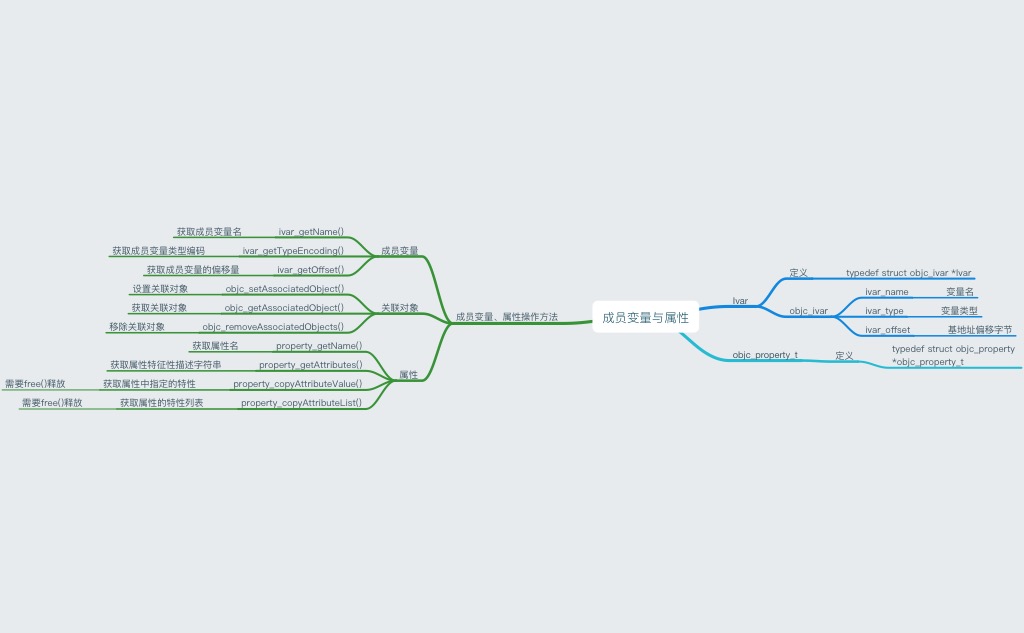 成员变量与属性
Ivar
定义
typedef struct objc_ivar *Ivar
objc_ivar
ivar_name
变量名
ivar_type
变量类型
ivar_offset
基地址偏移字节
objc_property_t
定义
typedef struct objc_property
*objc_property_t
成员变量、属性操作方法
成员变量
ivar_getName()
获取成员变量名
ivar_getTypeEncoding()
获取成员变量类型编码
ivar_getOffset()
获取成员变量的偏移量
关联对象
objc_setAssociatedObject()
设置关联对象
objc_getAssociatedObject()
获取关联对象
objc_removeAssociatedObjects()
移除关联对象
属性
property_getName()
获取属性名
property_getAttributes()
获取属性特征性描述字符串
property_copyAttributeValue()
获取属性中指定的特性
需要free()释放
property_copyAttributeList()
获取属性的特性列表
需要free()释放